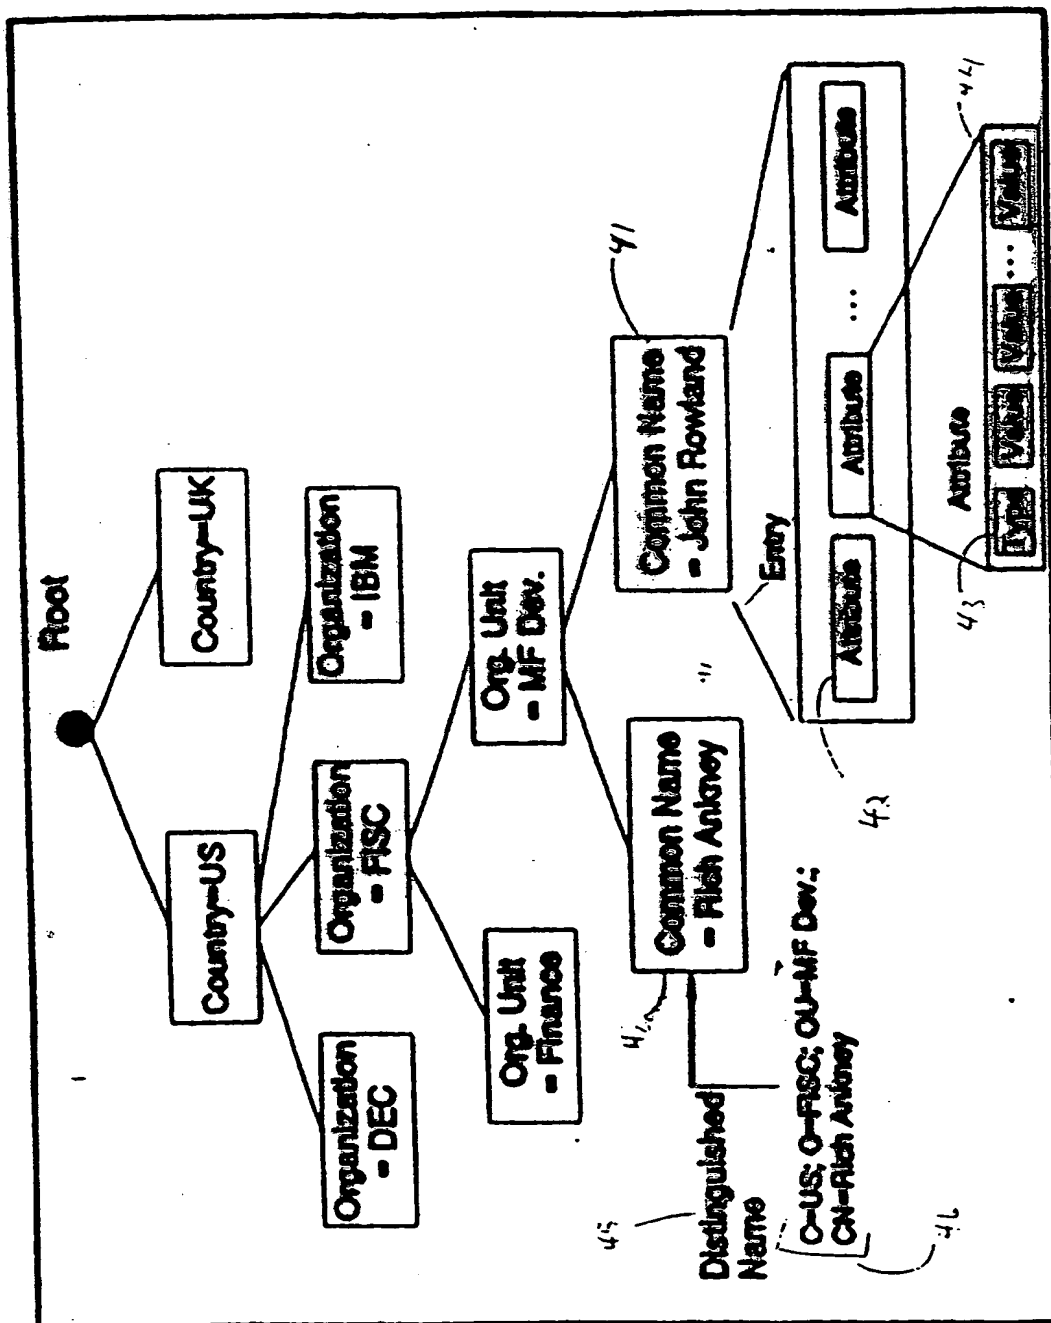 Root
Country=US
Country=UK
Organization
= DEC
Organization
= FISC
Organization
= IBM
Org. Unit
= Finance
Org. Unit
= MF Dev.
Common Name
= Rich Ankney
Common Name
= John Rowland
41
41
45
Distinguished
Name
C=US; O=FISC; OU=MF Dev.;
CN=Rich Ankney
46
Entry
Attribute
Attribute
...
Attribute
42
Attribute
43
44
Type
Value
Value
...
Value